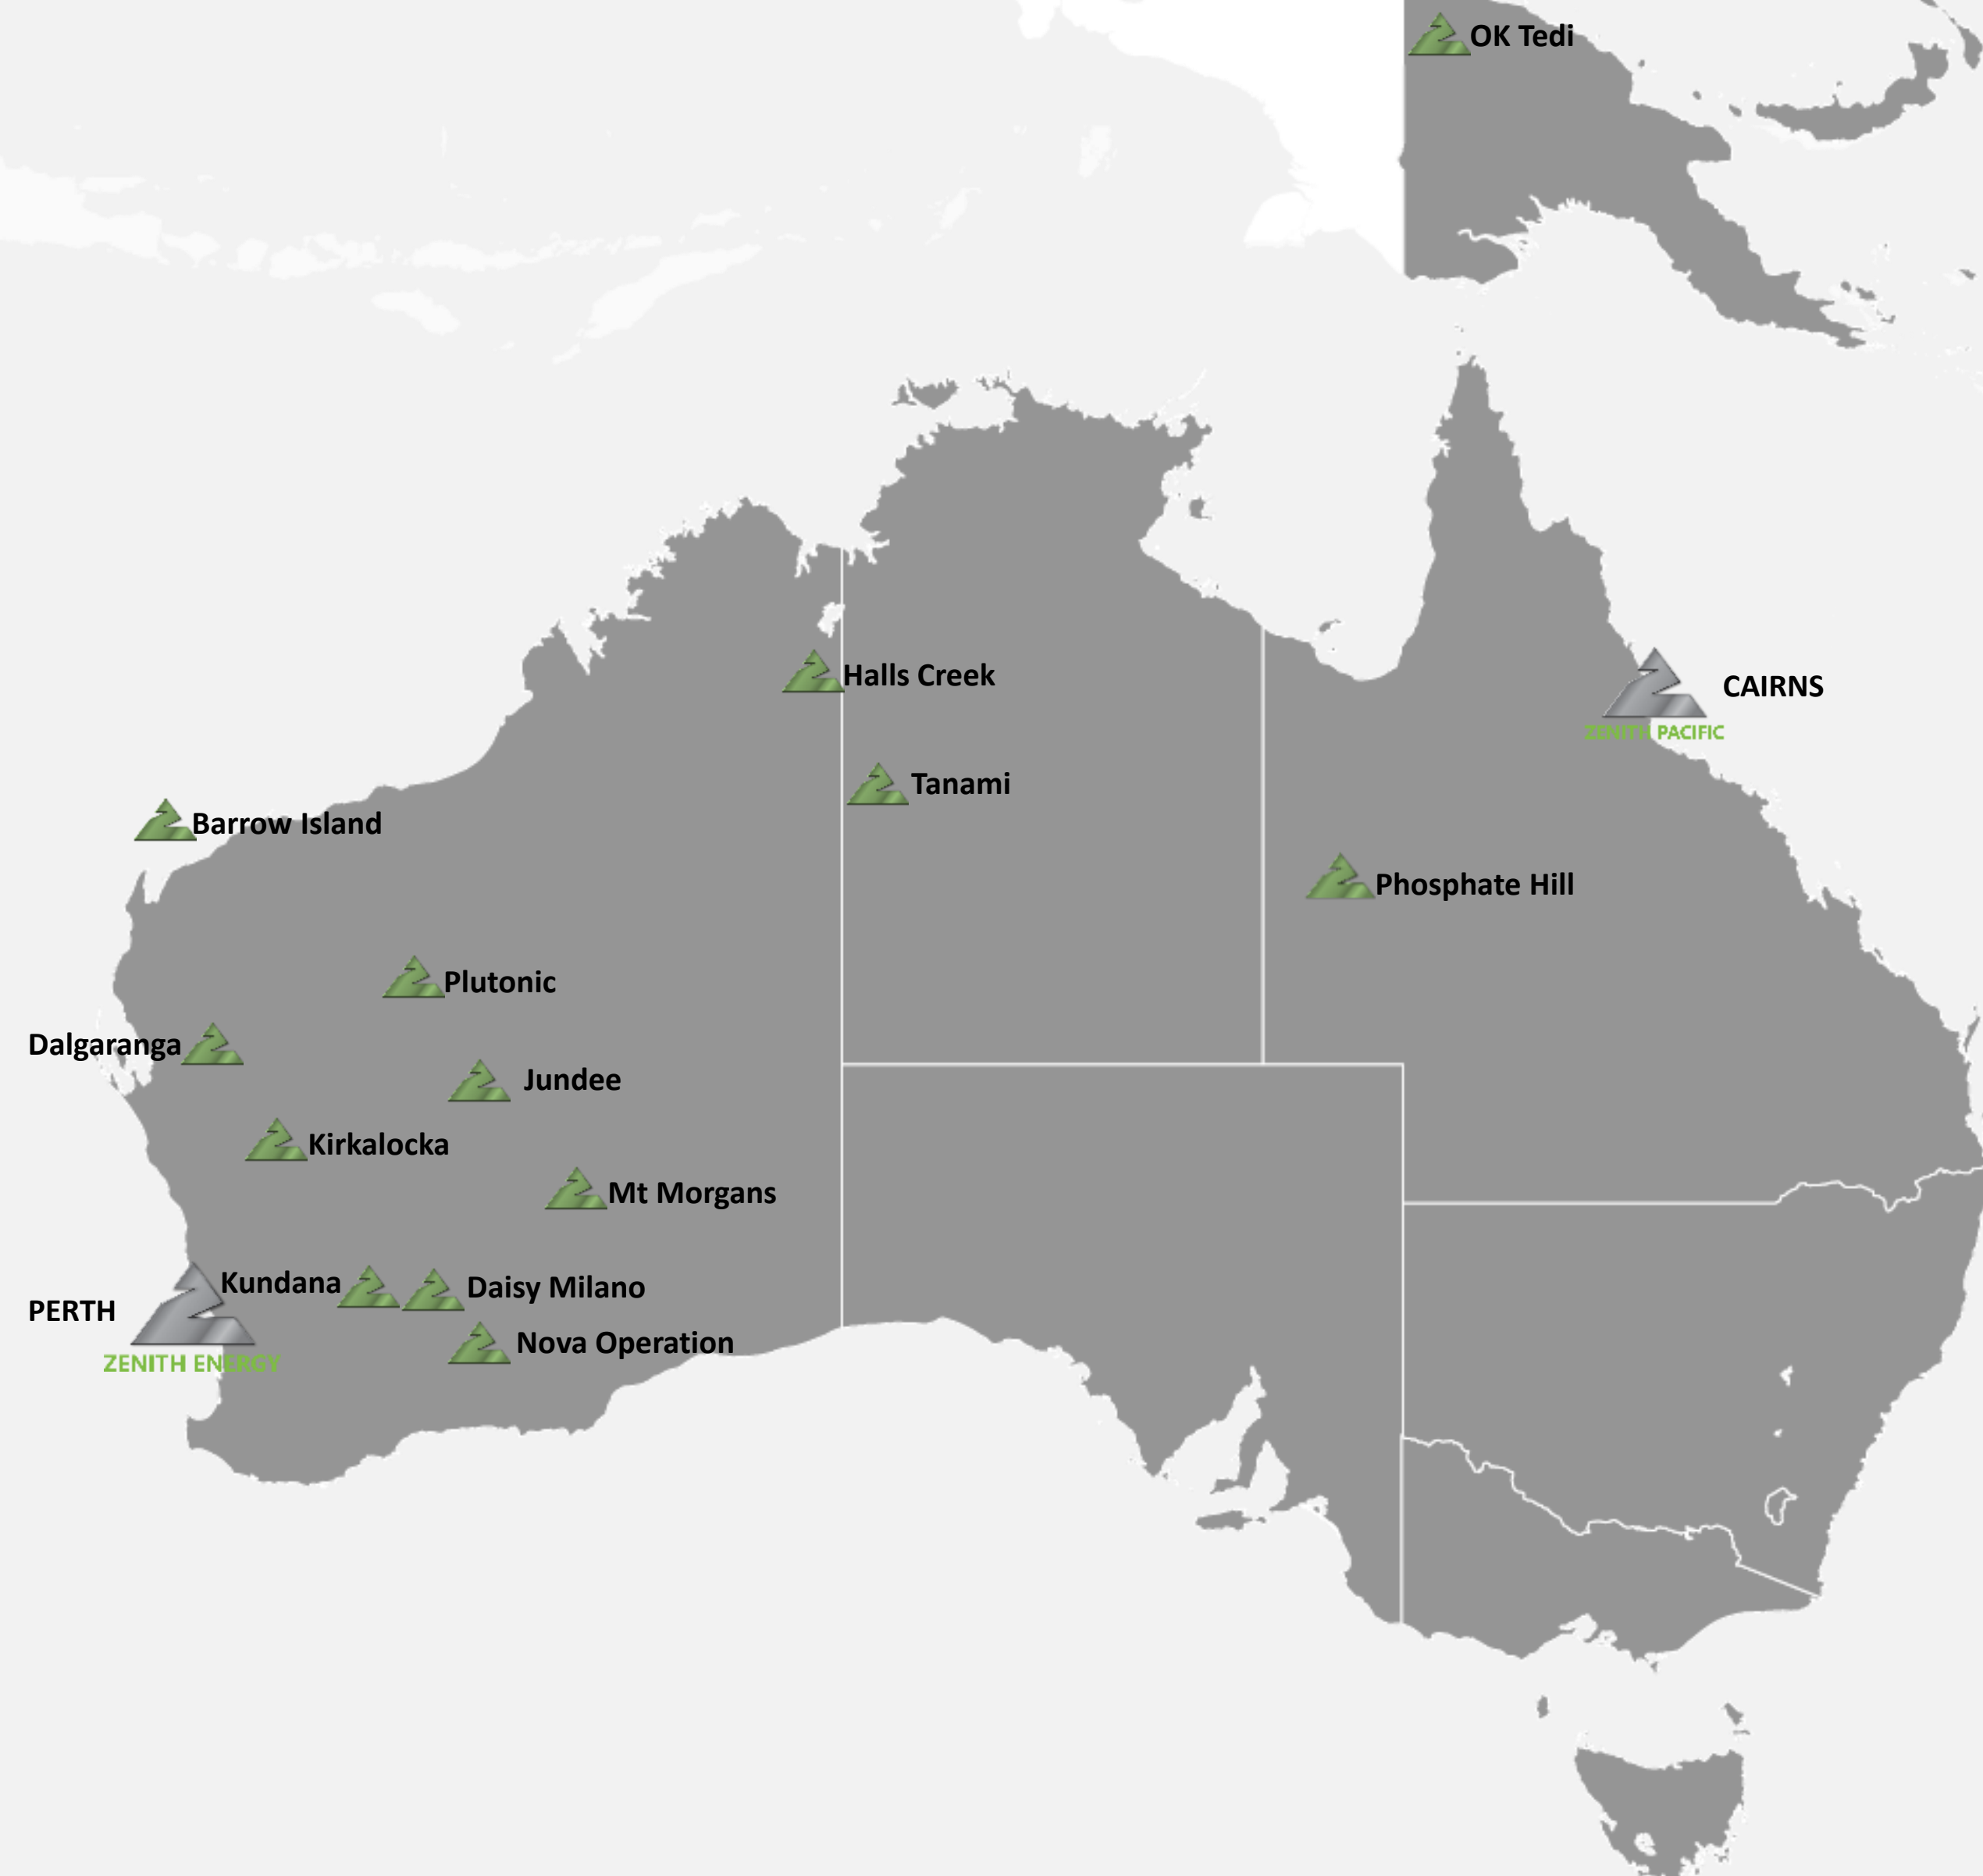 OK Tedi
Halls Creek
CAIRNS
ZENITH PACIFIC
Tanami
Barrow Island
Phosphate Hill
Plutonic
Dalgaranga
Jundee
Kirkalocka
Mt Morgans
Kundana
Daisy Milano
PERTH
Nova Operation
ZENITH ENERGY